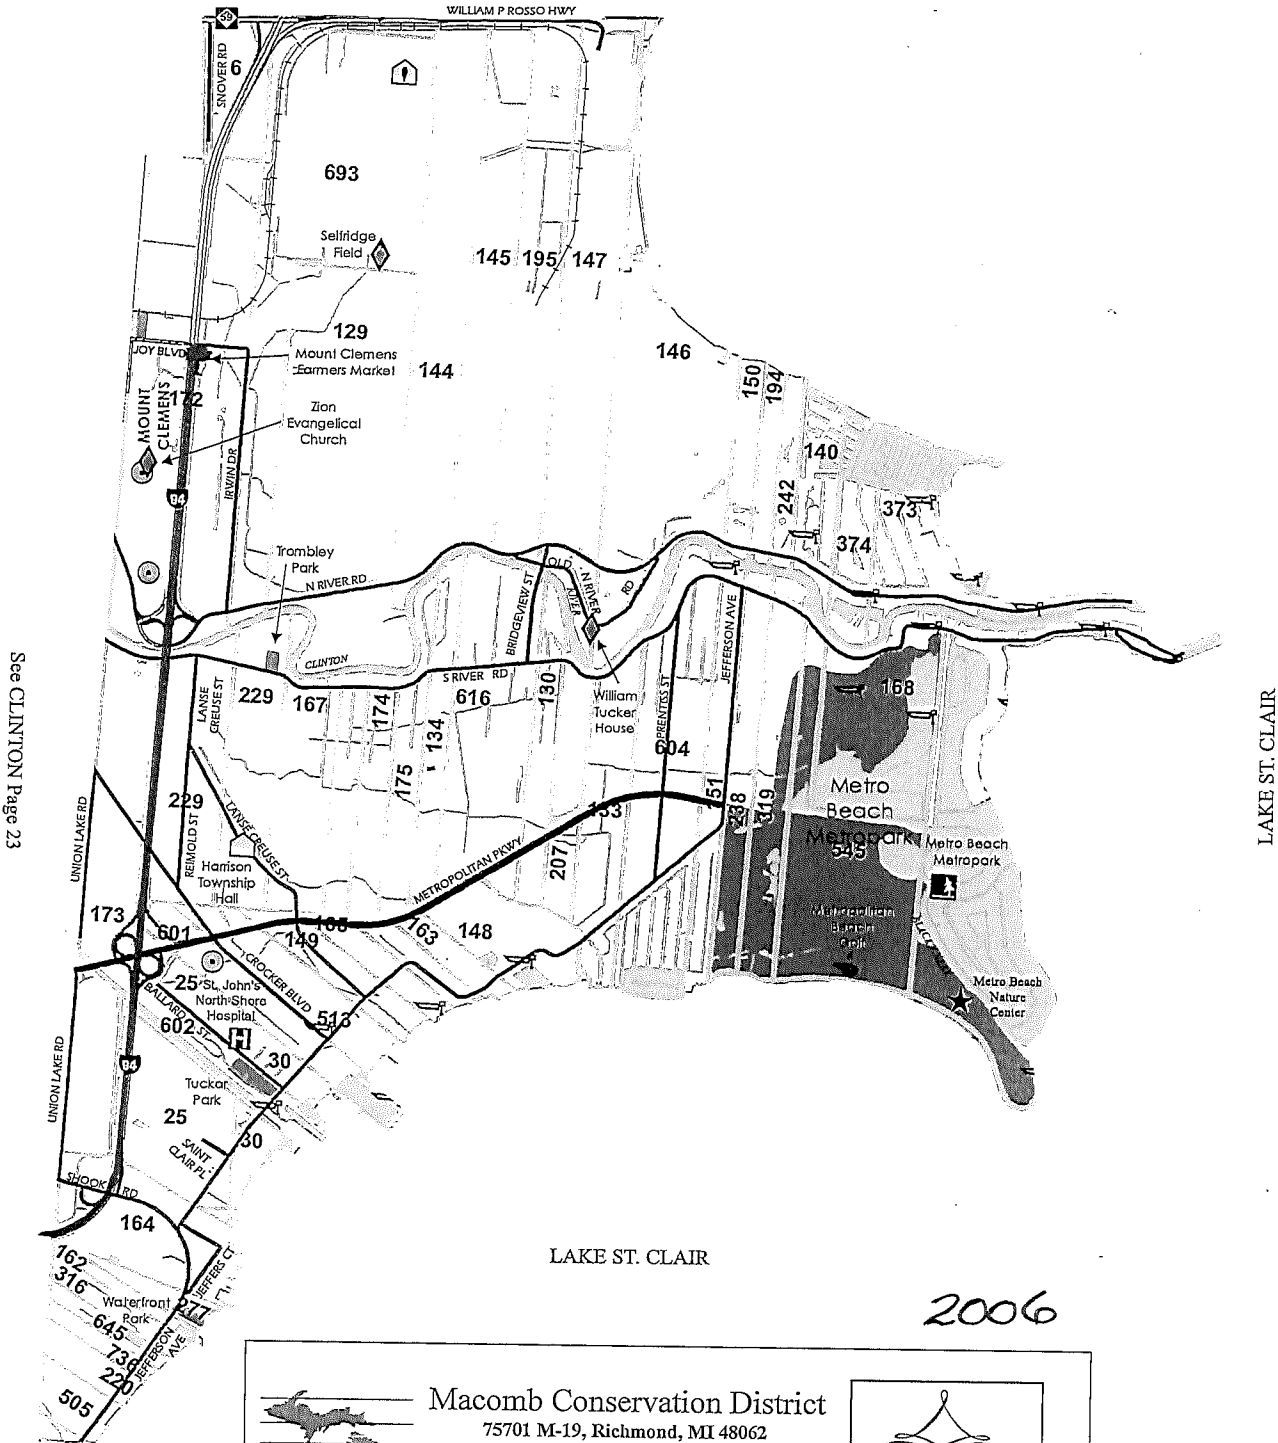 WILLIAM P ROSSO HWY
59
SNOVER RD
6
693
Selfridge
Field
145 195 147
129
JOY BLVD
Mount Clemens
Farmers Market
144
146
150
194
172
MOUNT
CLEMENS
Zion
Evangelical
Church
140
IRWIN DR
94
242
373
374
Trombley
Park
N RIVER RD
OLD
N RIVER
RD
RIVER
BRIDGEVIEW ST
CLINTON
S RIVER RD
JEFFERSON AVE
PRENTISS ST
LANSE
CREUSE ST
229
167
174
616
130
William
Tucker
House
168
134
175
604
See CLINTON Page 23
LAKE ST. CLAIR
UNION LAKE RD
229
REIMOLD ST
LANSE CREUSE ST
Harrison
Township
Hall
METROPOLITAN PKWY
133
151
238
319
207
Metro
Beach
Metropark
545
Metro Beach
Metropark
Metropolitan
Beach
Golf
173
601
149
163
148
25
St. John's
North Shore
Hospital
H
CROCKER BLVD
BALLARD ST
602
513
30
Metro Beach
Nature
Center
UNION LAKE RD
94
Tuckar
Park
25
SAINT
CLAIR PL
30
SHOOK RD
164
162
316
JEFFERS CT
Waterfront
Park
277
645
736
220
JEFFERSON
AVE
505
LAKE ST. CLAIR
2006
Macomb Conservation District
75701 M-19, Richmond, MI 48062